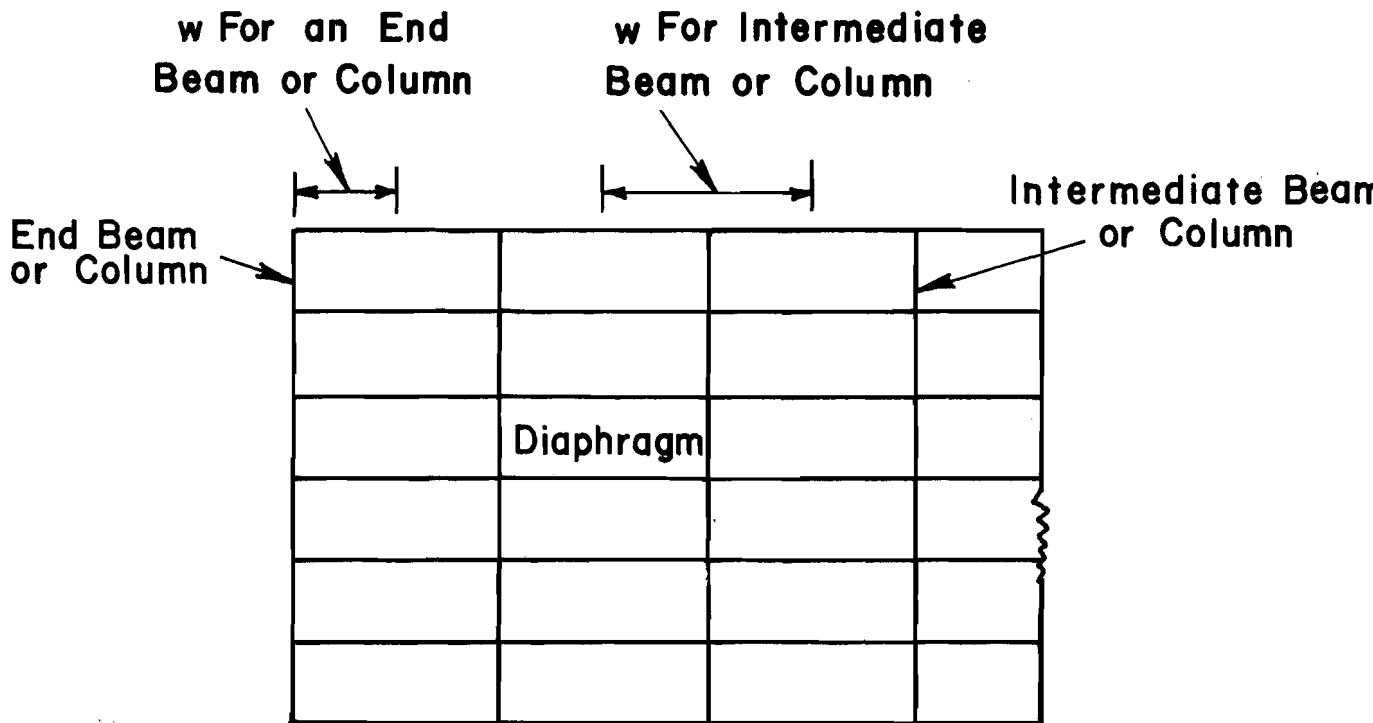 w For an End
Beam or Column
w For Intermediate
Beam or Column
End Beam
or Column
Intermediate Beam
or Column
Diaphragm